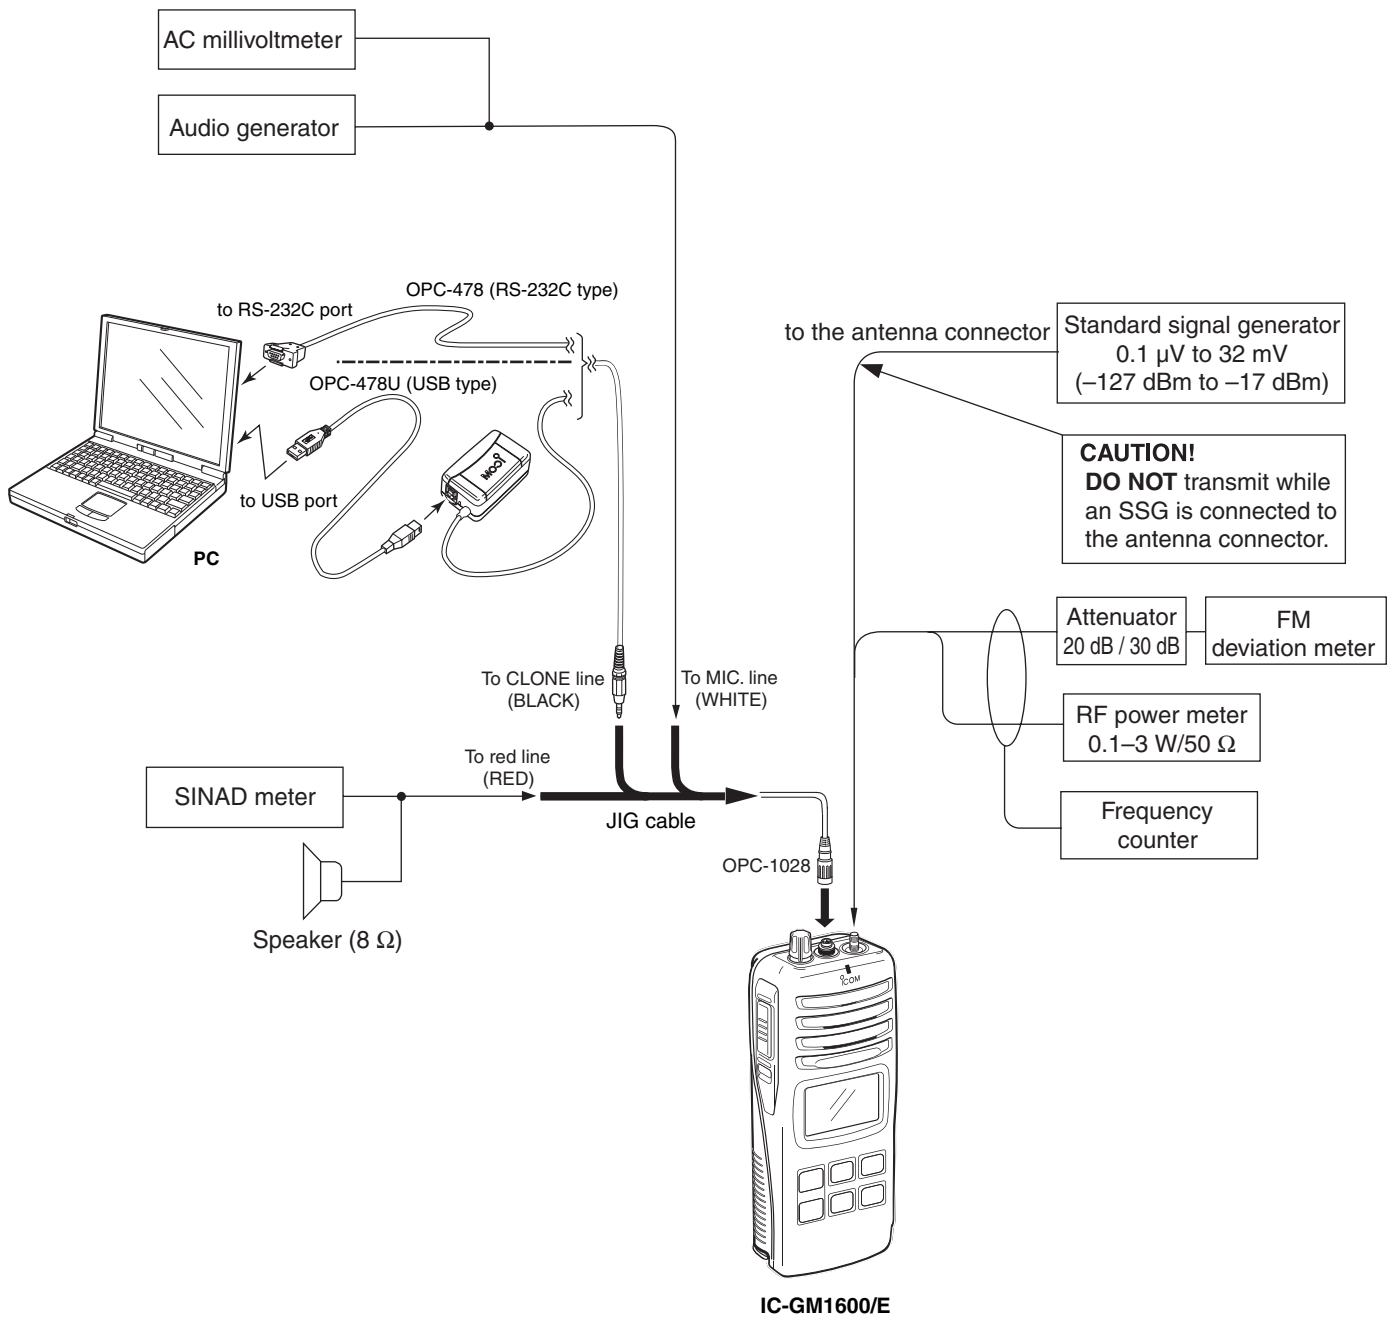 AC millivoltmeter
Audio generator
OPC-478 (RS-232C type)
to RS-232C port
OPC-478U (USB type)
iCOM
to USB port
PC
to the antenna connector
Standard signal generator
0.1 µV to 32 mV
(–127 dBm to –17 dBm)
CAUTION!
DO NOT transmit while
an SSG is connected to
the antenna connector.
Attenuator
20 dB / 30 dB
FM
deviation meter
RF power meter
0.1–3 W/50 Ω
Frequency
counter
To CLONE line
(BLACK)
To MIC. line
(WHITE)
To red line
(RED)
SINAD meter
JIG cable
OPC-1028
Speaker (8 Ω)
iCOM
IC-GM1600/E